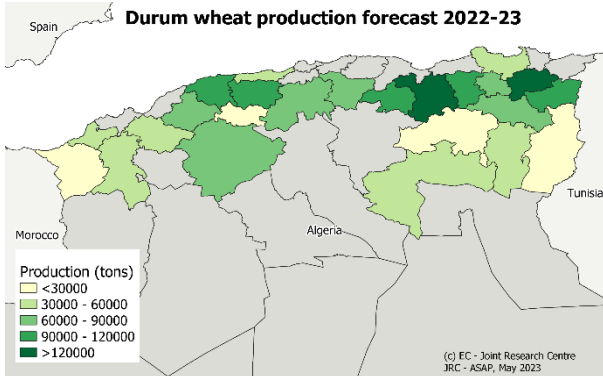 Durum wheat production forecast 2022-23
Spain
Tunisia
Morocco
Algeria
Production (tons)
<30000
30000 - 60000
60000 - 90000
90000 - 120000
>120000
(c) EC - Joint Research Centre
JRC - ASAP, May 2023